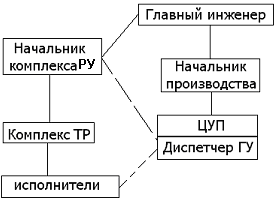 Главный инженер
Начальник
комплексаРУ
Начальник
производства
ЦУП
Комплекс ТР
Диспетчер ГУ
исполнители